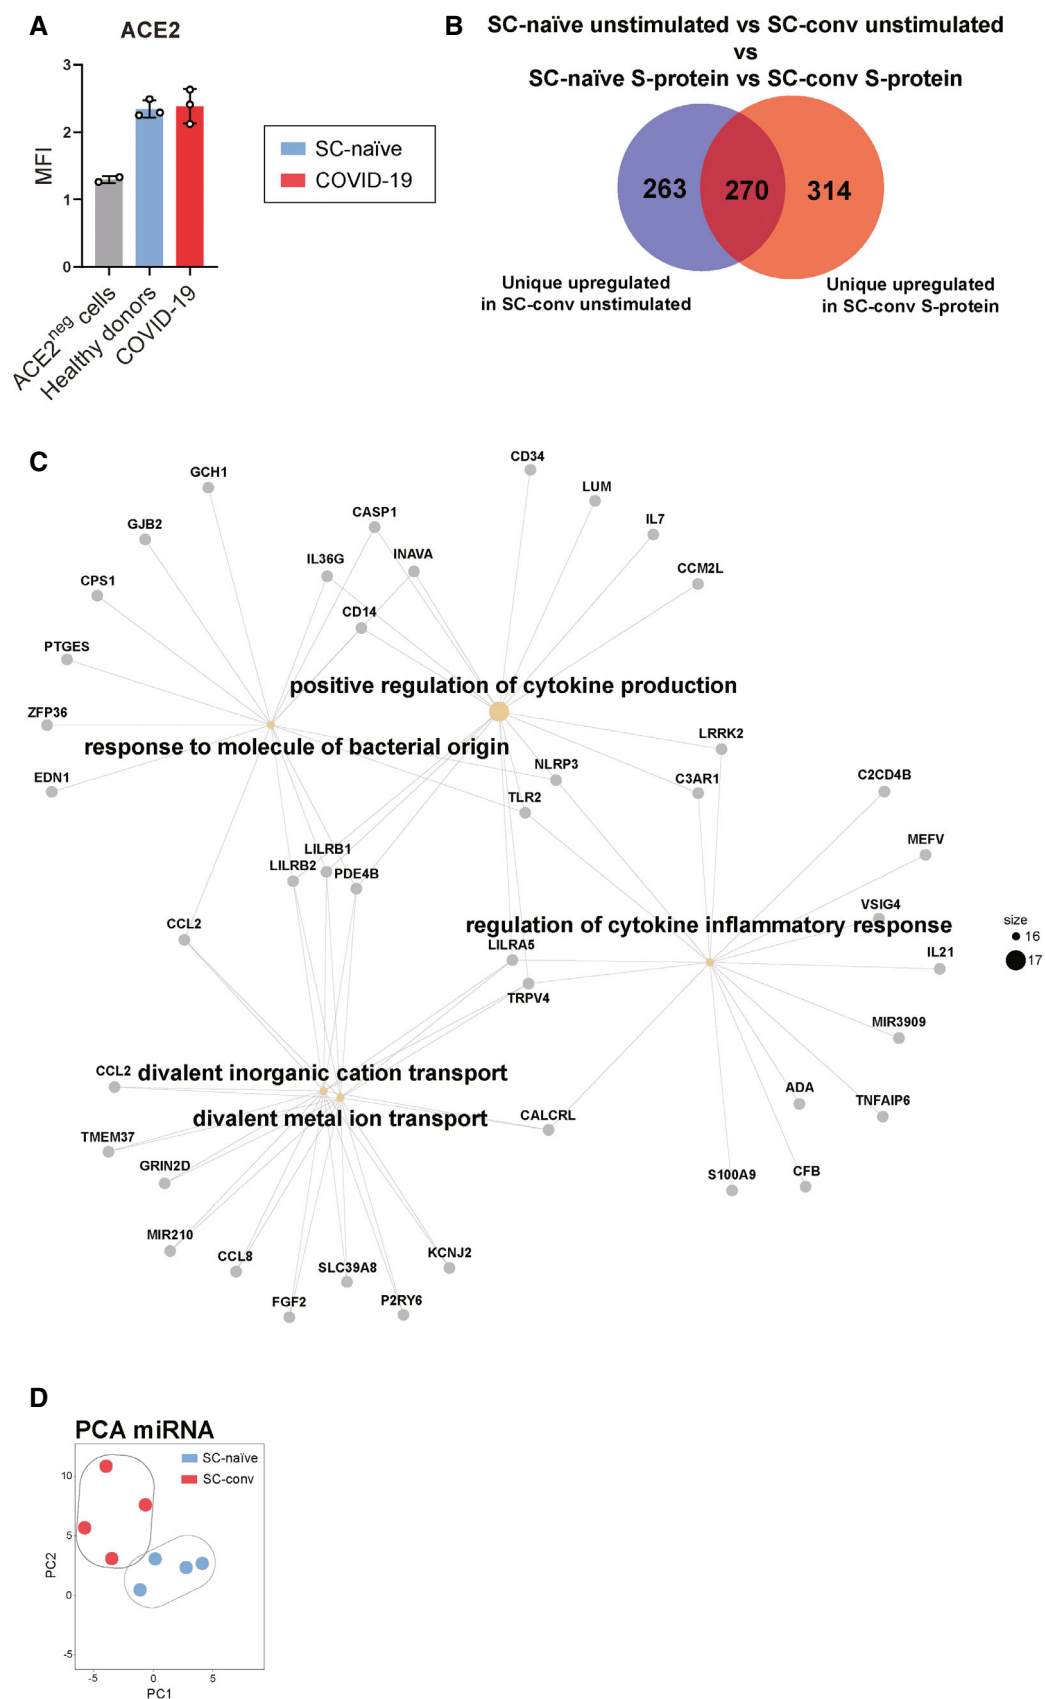 A
ACE2
3
2
1
0
MFI
ACE2neg cells
Healthy donors
COVID-19
SC-naïve
COVID-19
B
SC-naïve unstimulated vs SC-conv unstimulated
vs
SC-naïve S-protein vs SC-conv S-protein
263
270
314
Unique upregulated
in SC-conv unstimulated
Unique upregulated
in SC-conv S-protein
C
CD34
GCH1
LUM
CASP1
IL7
GJB2
IL36G
INAVA
CCM2L
CPS1
CD14
PTGES
positive regulation of cytokine production
ZFP36
LRRK2
response to molecule of bacterial origin
NLRP3
EDN1
C3AR1
C2CD4B
TLR2
MEFV
LILRB1
LILRB2
PDE4B
VSIG4
CCL2
regulation of cytokine inflammatory response
size
16
17
LILRA5
IL21
TRPV4
MIR3909
CCL2
divalent inorganic cation transport
ADA
TNFAIP6
divalent metal ion transport
CALCRL
TMEM37
GRIN2D
S100A9
CFB
MIR210
CCL8
KCNJ2
SLC39A8
FGF2
P2RY6
D
PCA miRNA
SC-naïve
SC-conv
10
5
0
-5
PC2
-5
0
5
PC1